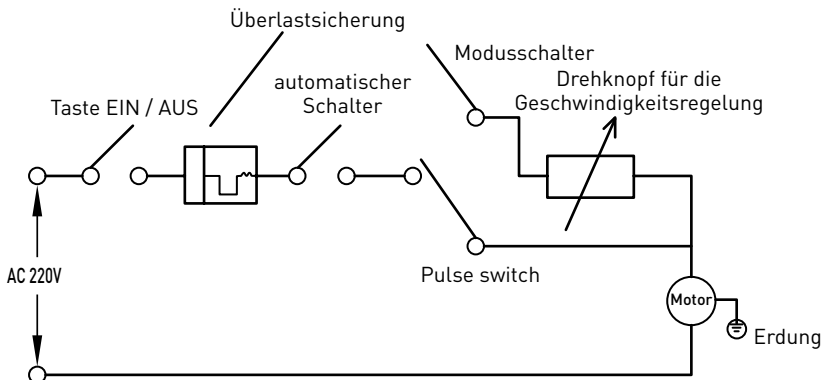 Überlastsicherung
Modusschalter
Drehknopf für die
Geschwindigkeitsregelung
automatischer
Schalter
Taste EIN / AUS
AC 220V
Pulse switch
Motor
Erdung